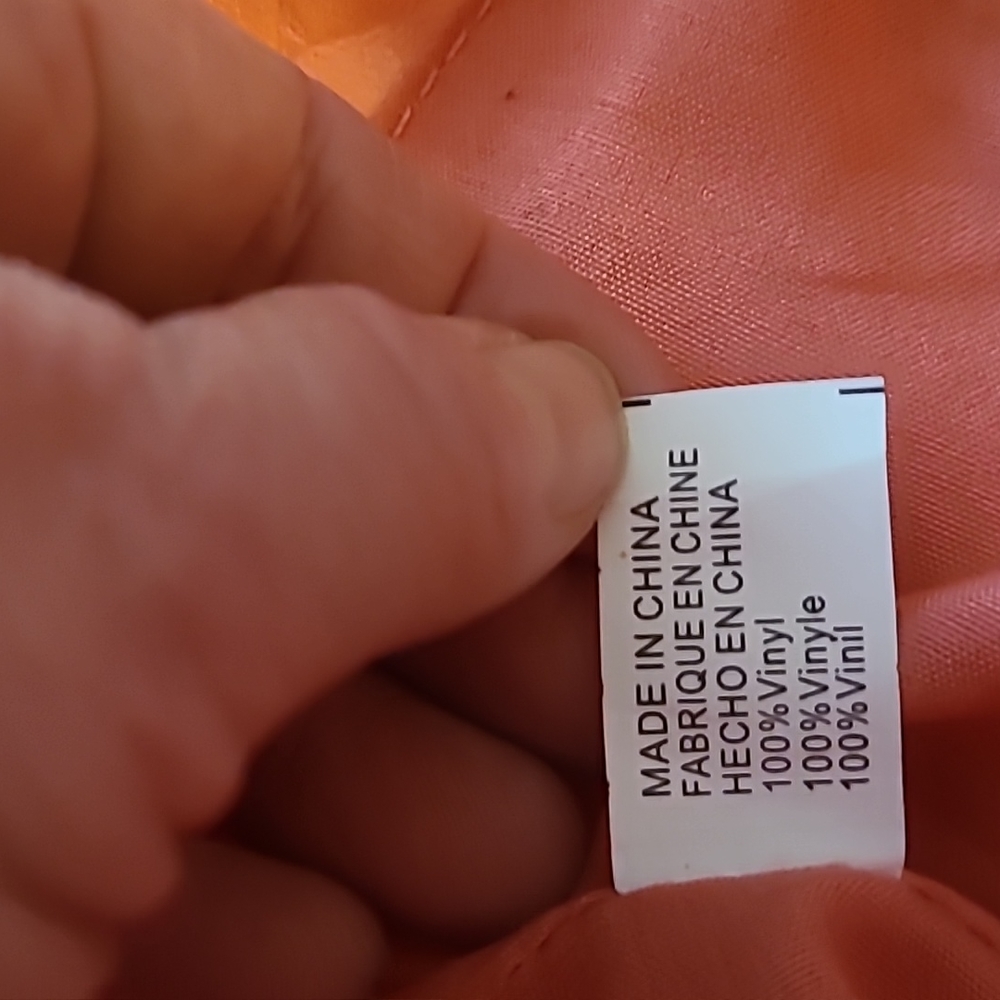 MADE IN CHINA
FABRIQUE EN CHINE
HECHO EN CHINA
100%Vinyl
100%Vinyle
100%Vinil